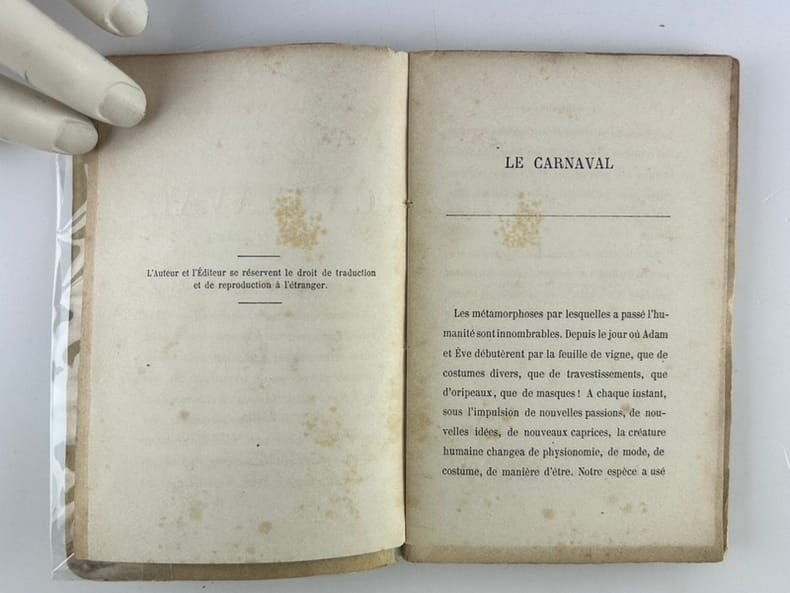 L'Auteur et l'Éditeur se réservent le droit de traduction
et de reproduction à l'étranger.
LE CARNAVAL
Les métamorphoses par lesquelles a passé l'hu-
manité sont innombrables. Depuis le jour où Adam
et Ève débutèrent par la feuille de vigne, que de
costumes divers, que de travestissements, que
d'oripeaux, que de masques! A chaque instant,
sous l'impulsion de nouvelles passions, de nou-
velles idées, de nouveaux caprices, la créature
humaine changea de physionomie, de mode, de
costume, de manière d'être. Notre espèce a usé